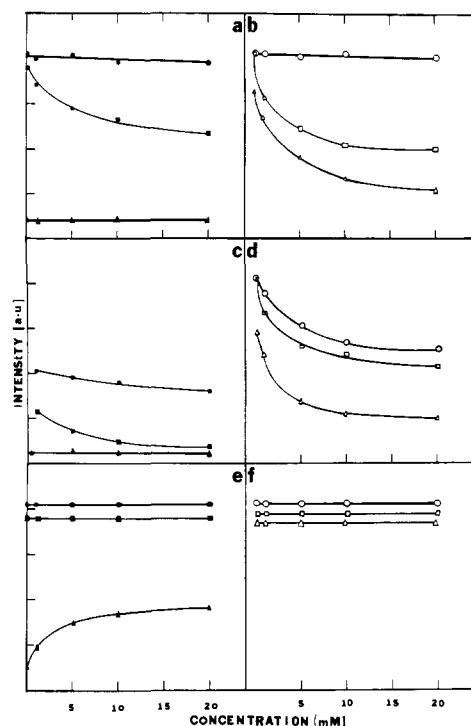 a b
c d
e f
INTENSItY [a·u]
5 10 15 20 5 10 15 20
CONCENTRATION [mM]